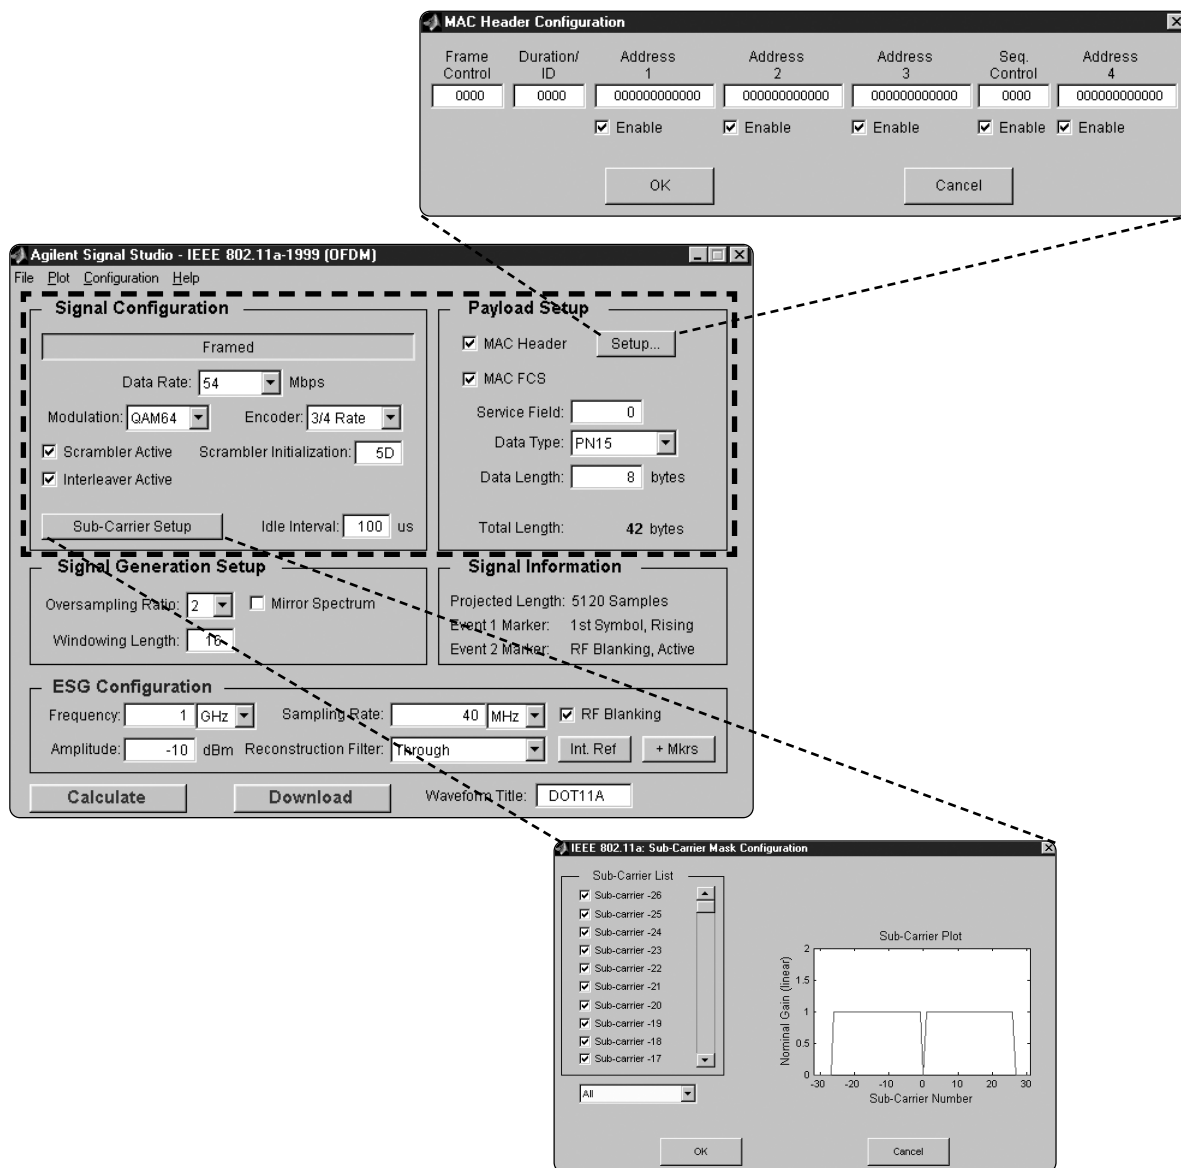 MAC Header Configuration
Frame Control Duration/ ID Address 1 Address 2 Address 3 Seq. Control Address 4
0000 0000 000000000000 000000000000 000000000000 0000 000000000000
Enable Enable Enable Enable Enable
OK Cancel
Agilent Signal Studio - IEEE 802.11a-1999 (OFDM)
File Plot Configuration Help
Signal Configuration
Framed
Data Rate: 54 Mbps
Modulation: QAM64 Encoder: 3/4 Rate
Scrambler Active Scrambler Initialization: 5D
Interleaver Active
Sub-Carrier Setup Idle Interval: 100 us
Payload Setup
MAC Header Setup...
MAC FCS
Service Field: 0
Data Type: PN15
Data Length: 8 bytes
Total Length: 42 bytes
Signal Generation Setup
Oversampling Ratio: 2 Mirror Spectrum
Windowing Length: 16
Signal Information
Projected Length: 5120 Samples
Event 1 Marker: 1st Symbol, Rising
Event 2 Marker: RF Blanking, Active
ESG Configuration
Frequency: 1 GHz Sampling Rate: 40 MHz RF Blanking
Amplitude: -10 dBm Reconstruction Filter: Through Int. Ref + Mkrs
Calculate Download Waveform Title: DOT11A
IEEE 802.11a: Sub-Carrier Mask Configuration
Sub-Carrier List
Sub-carrier -26
Sub-carrier -25
Sub-carrier -24
Sub-carrier -23
Sub-carrier -22
Sub-carrier -21
Sub-carrier -20
Sub-carrier -19
Sub-carrier -18
Sub-carrier -17
All
Sub-Carrier Plot
Nominal Gain (linear)
2
1.5
1
0.5
0
-30 -20 -10 0 10 20 30
Sub-Carrier Number
OK Cancel